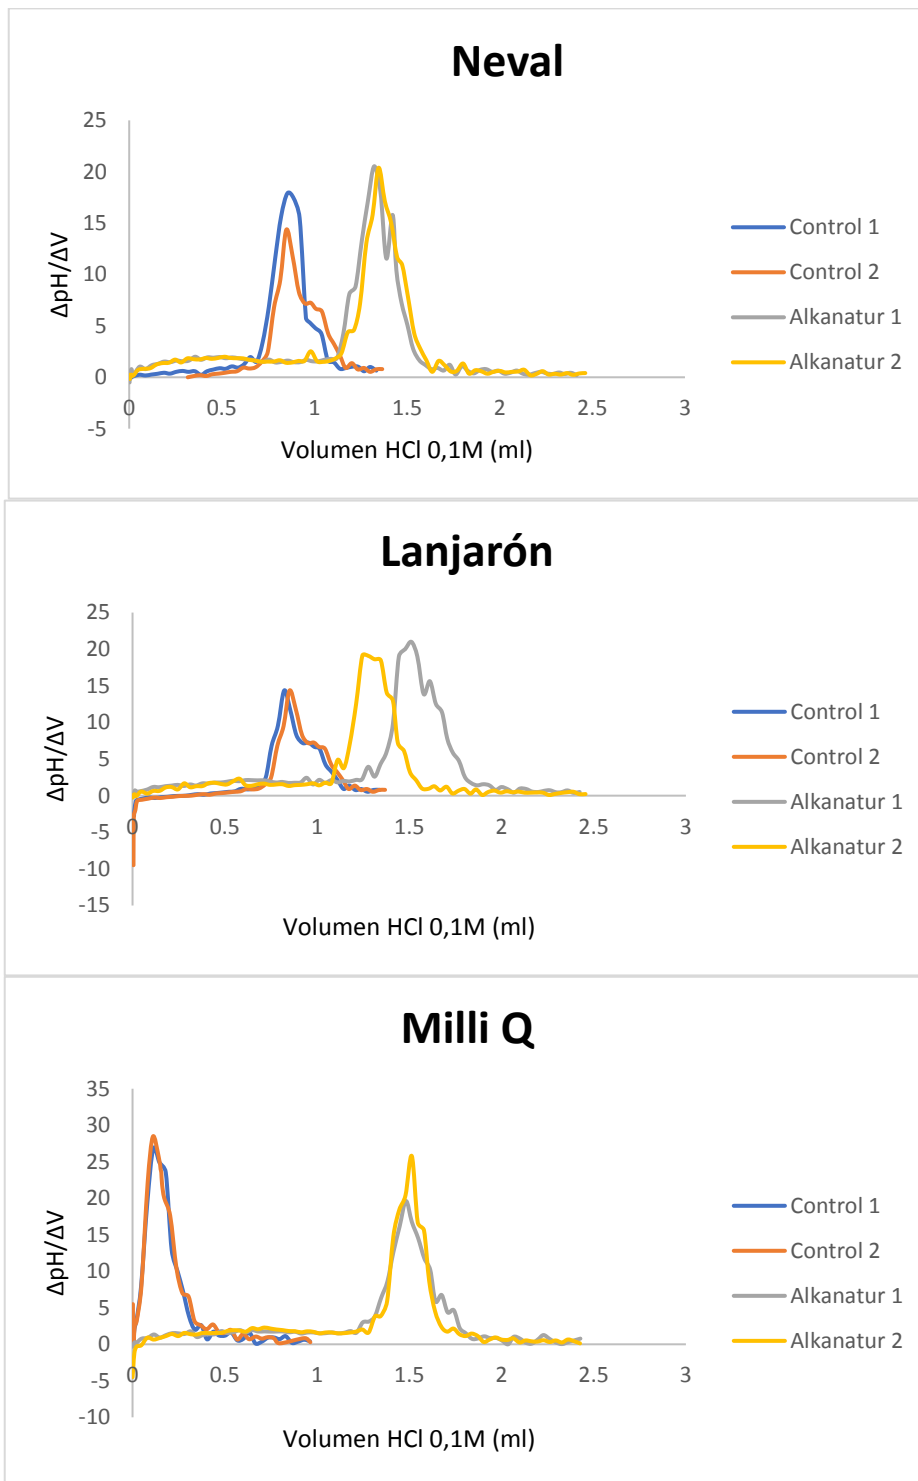 Neval
25
20
15
10
5
0
-5
0
0.5
1
1.5
2
2.5
3
ΔpH/ΔV
Volumen HCl 0,1M (ml)
Control 1
Control 2
Alkanatur 1
Alkanatur 2
Lanjarón
25
20
15
10
5
0
-5
-10
-15
0
0.5
1
1.5
2
2.5
3
ΔpH/ΔV
Volumen HCl 0,1M (ml)
Control 1
Control 2
Alkanatur 1
Alkanatur 2
Milli Q
35
30
25
20
15
10
5
0
-5
-10
0
0.5
1
1.5
2
2.5
3
ΔpH/ΔV
Volumen HCl 0,1M (ml)
Control 1
Control 2
Alkanatur 1
Alkanatur 2